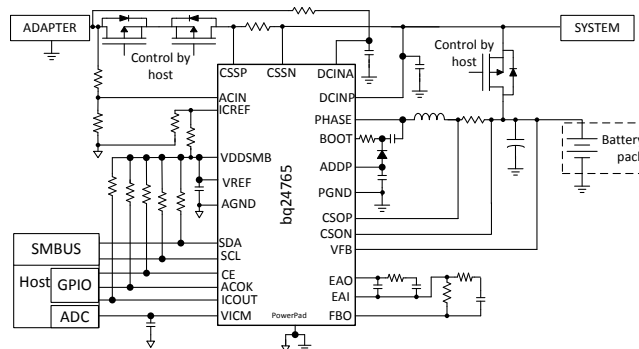 ADAPTER
SYSTEM
Control by
host
Control by
host
CSSP
CSSN
DCINA
ACIN
ICREF
DCINP
PHASE
BOOT
VDDSMB
ADDP
VREF
AGND
PGND
bq24765
CSOP
CSON
VFB
Battery
pack
SMBUS
Host
GPIO
ADC
SDA
SCL
CE
ACOK
ICOUT
VICM
EAO
EAI
FBO
PowerPad